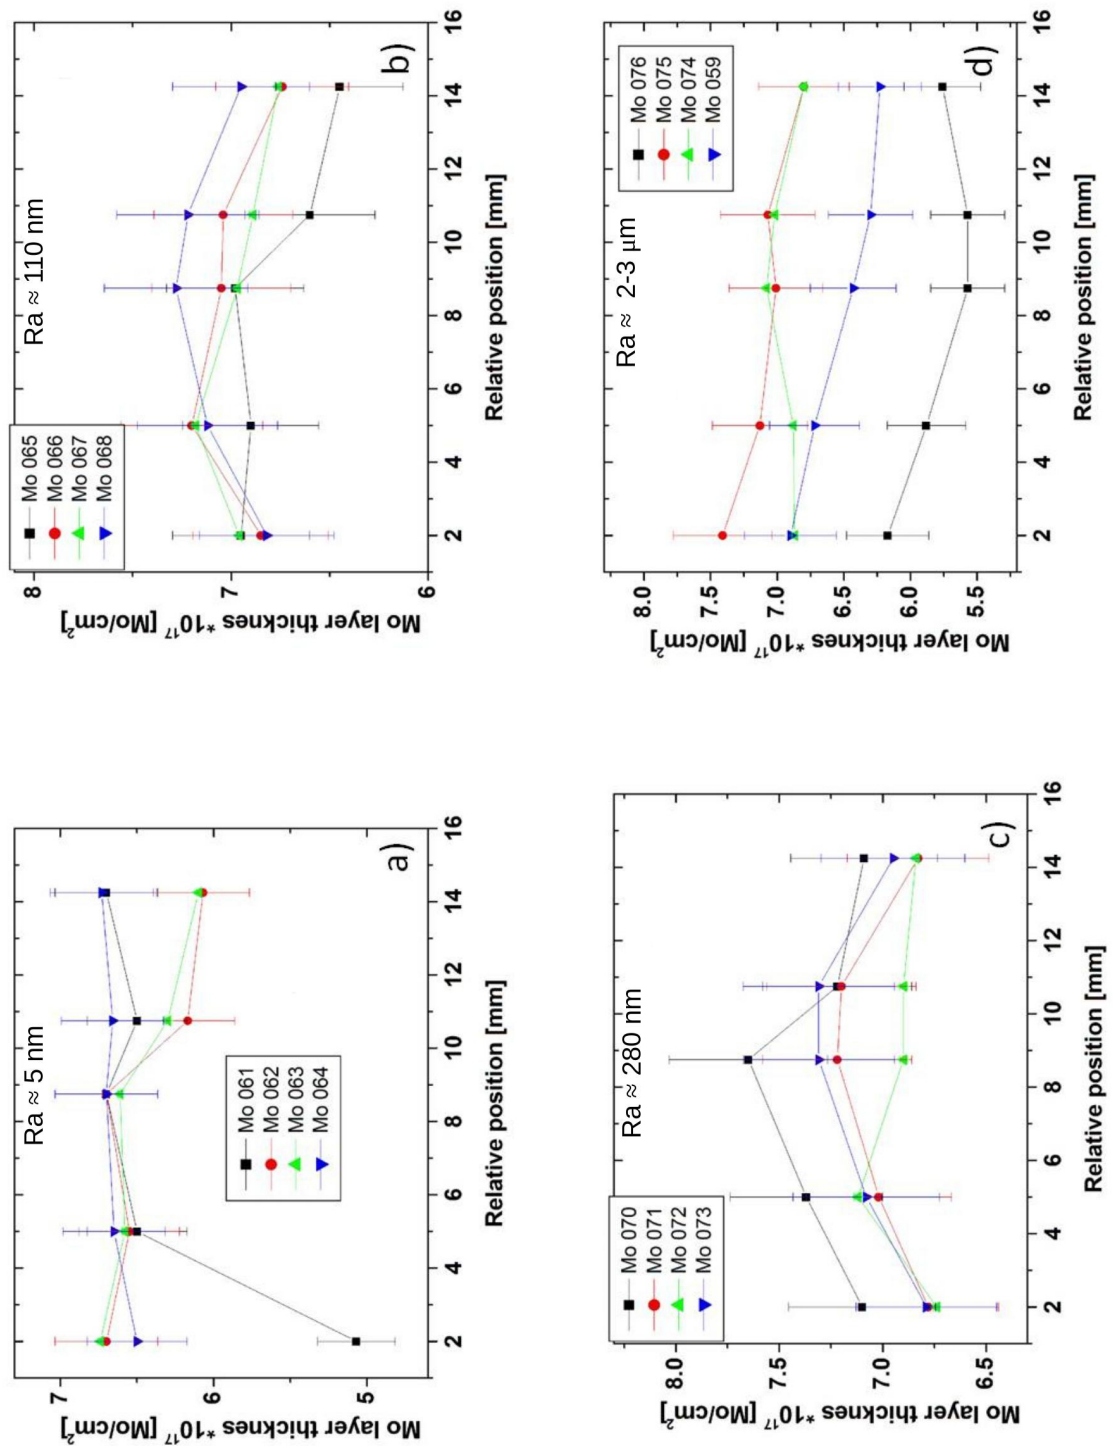 Ra ≈ 5 nm
Mo layer thicknes *10¹⁷ [Mo/cm²]
7
6
5
Mo 061
Mo 062
Mo 063
Mo 064
a)
2 4 6 8 10 12 14 16
Relative position [mm]
Ra ≈ 110 nm
Mo layer thicknes *10¹⁷ [Mo/cm²]
8
7
6
Mo 065
Mo 066
Mo 067
Mo 068
b)
2 4 6 8 10 12 14 16
Relative position [mm]
Ra ≈ 280 nm
Mo layer thicknes *10¹⁷ [Mo/cm²]
8.0
7.5
7.0
6.5
Mo 070
Mo 071
Mo 072
Mo 073
c)
2 4 6 8 10 12 14 16
Relative position [mm]
Ra ≈ 2-3 μm
Mo layer thicknes *10¹⁷ [Mo/cm²]
8.0
7.5
7.0
6.5
6.0
5.5
Mo 076
Mo 075
Mo 074
Mo 059
d)
2 4 6 8 10 12 14 16
Relative position [mm]